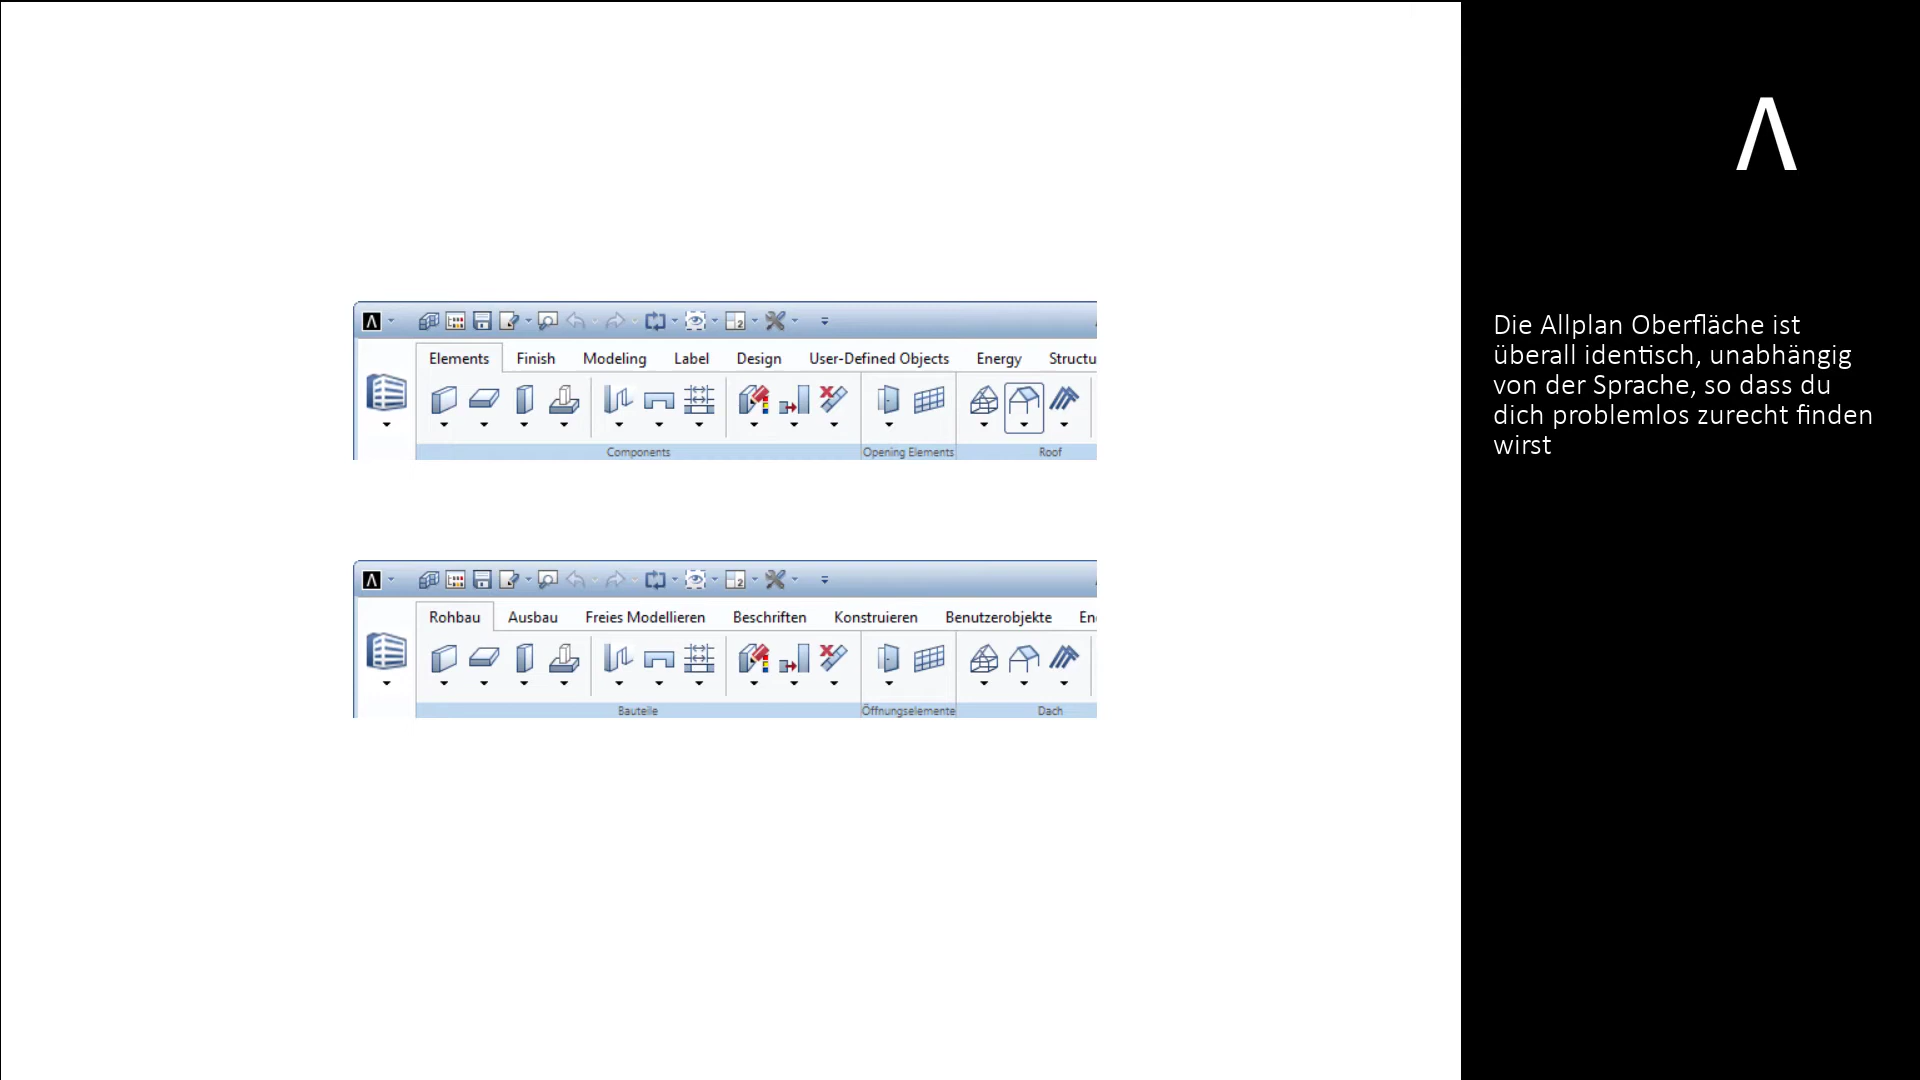 Elements Finish Modeling Label Design User-Defined Objects Energy Structu
Components Opening Elements Roof
Rohbau Ausbau Freies Modellieren Beschriften Konstruieren Benutzerobjekte En
Bauteile Öffnungselemente Dach
Die Allplan Oberfläche ist
überall identisch, unabhängig
von der Sprache, so dass du
dich problemlos zurecht finden
wirst